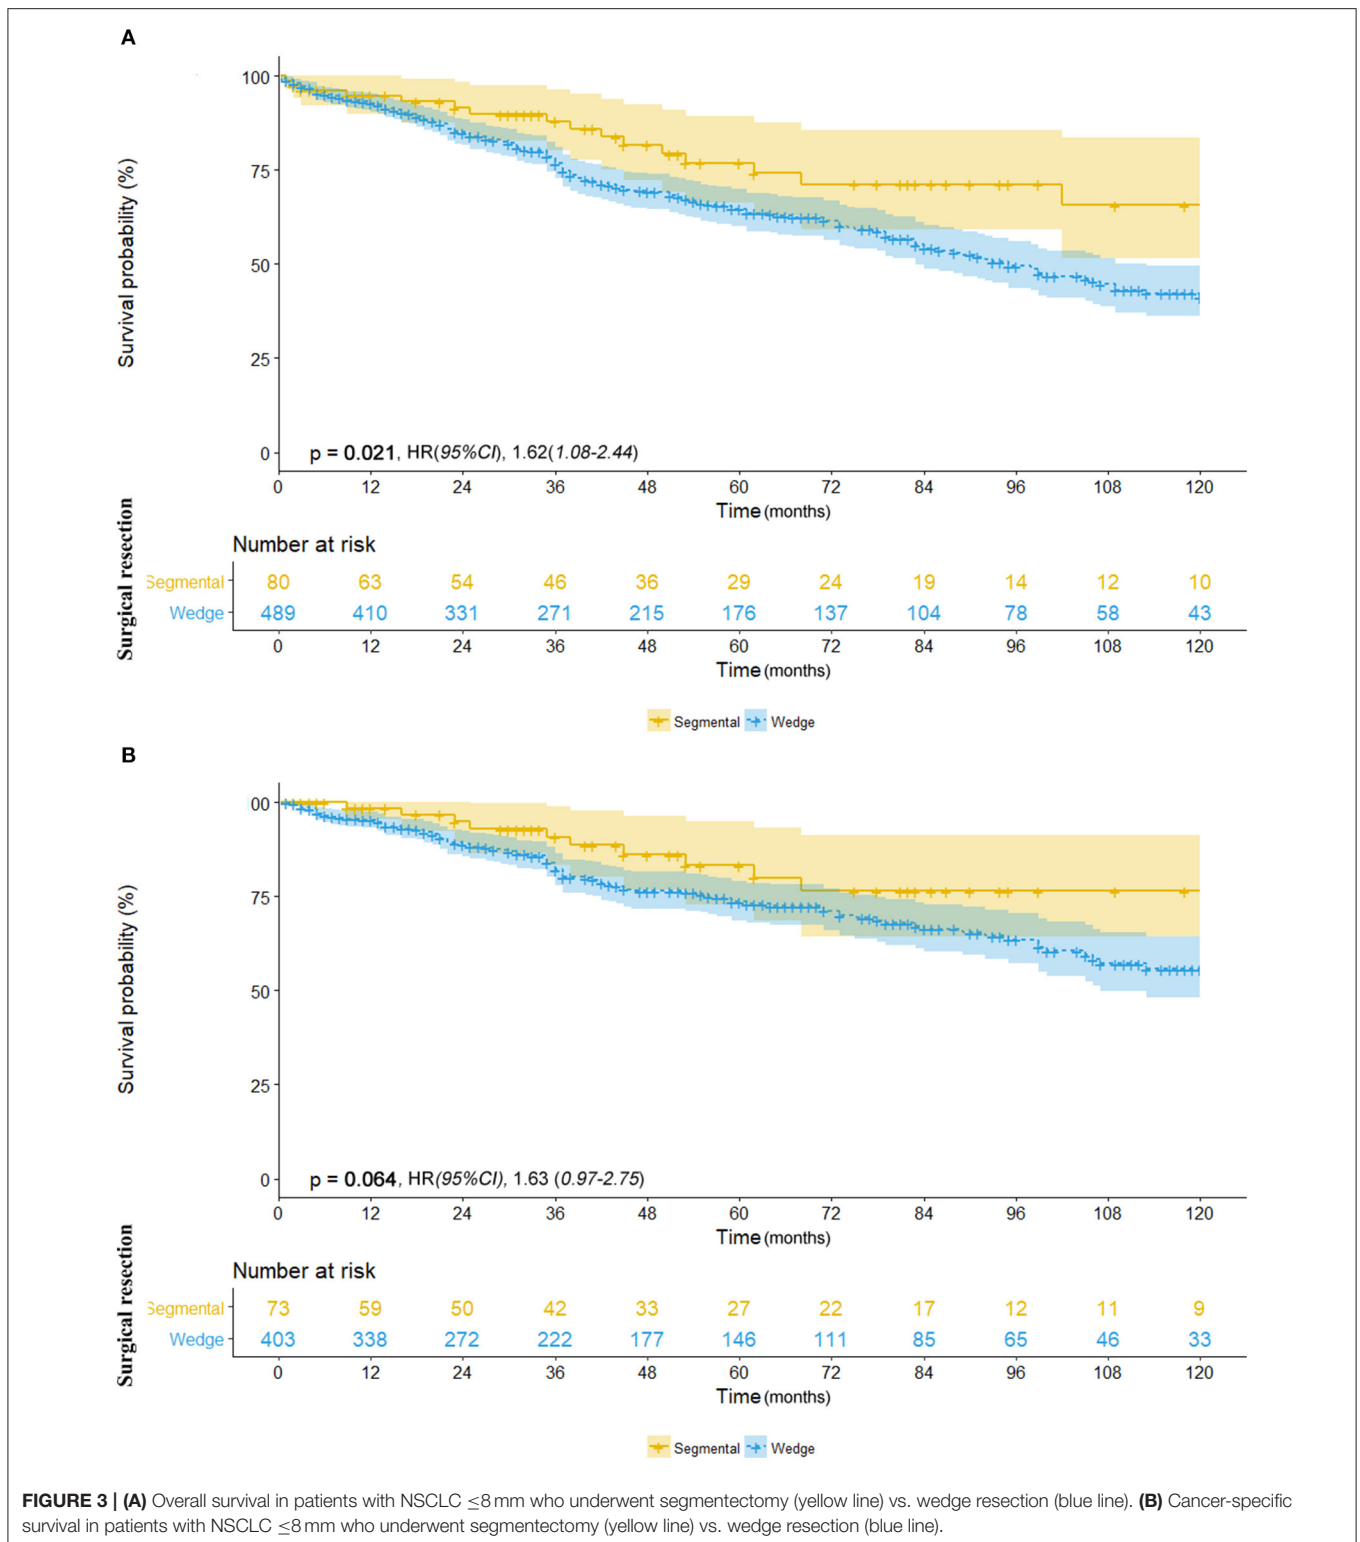 A
100
75
50
25
0
Survival probability (%)
p = 0.021, HR(95%CI), 1.62(1.08-2.44)
0 12 24 36 48 60 72 84 96 108 120
Time (months)
Surgical resection
Number at risk
Segmental 80 63 54 46 36 29 24 19 14 12 10
Wedge 489 410 331 271 215 176 137 104 78 58 43
0 12 24 36 48 60 72 84 96 108 120
Time (months)
Segmental Wedge
B
00
75
50
25
0
Survival probability (%)
p = 0.064, HR(95%CI), 1.63 (0.97-2.75)
0 12 24 36 48 60 72 84 96 108 120
Time (months)
Surgical resection
Number at risk
Segmental 73 59 50 42 33 27 22 17 12 11 9
Wedge 403 338 272 222 177 146 111 85 65 46 33
0 12 24 36 48 60 72 84 96 108 120
Time (months)
Segmental Wedge
FIGURE 3 | (A) Overall survival in patients with NSCLC ≤8 mm who underwent segmentectomy (yellow line) vs. wedge resection (blue line). (B) Cancer-specific
survival in patients with NSCLC ≤8 mm who underwent segmentectomy (yellow line) vs. wedge resection (blue line).